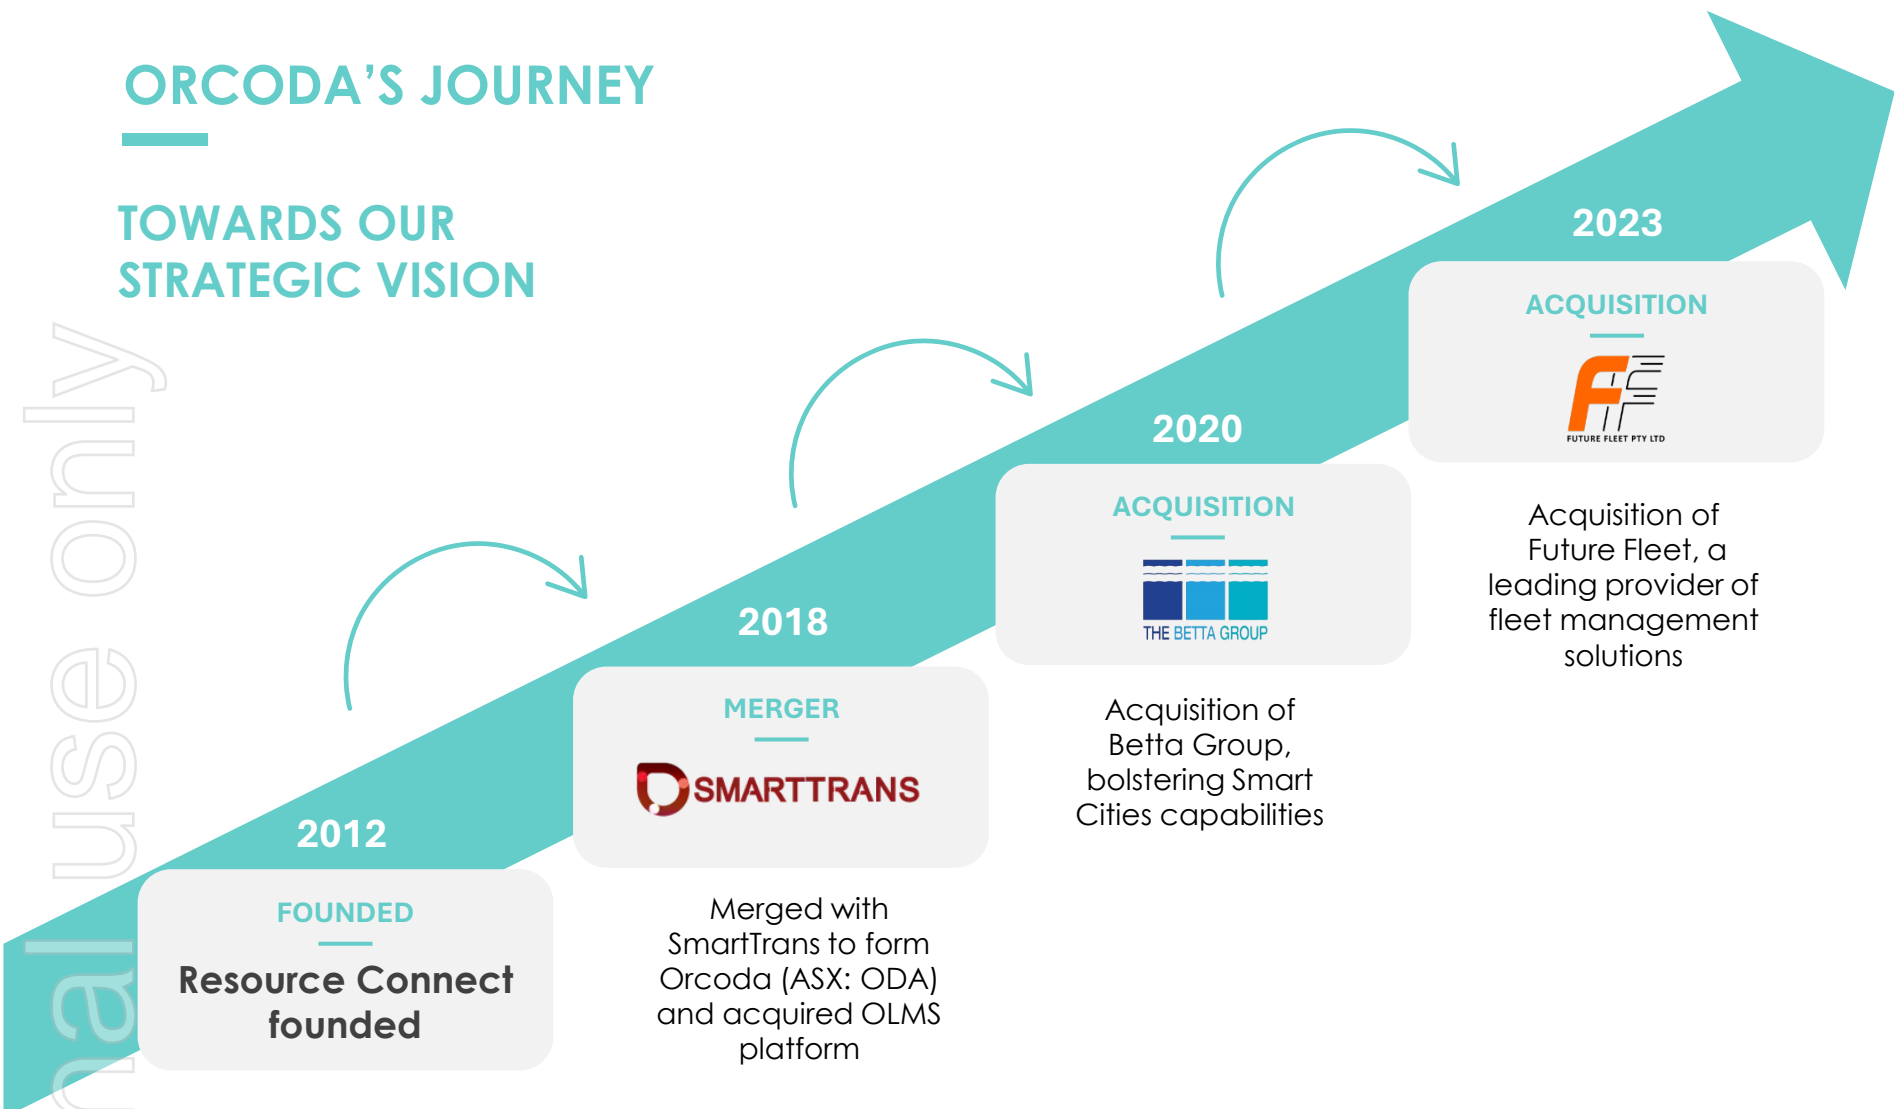 ORCODA'S JOURNEY
TOWARDS OUR
STRATEGIC VISION
2012
FOUNDED
Resource Connect
founded
2018
MERGER
SMARTTRANS
Merged with
SmartTrans to form
Orcoda (ASX: ODA)
and acquired OLMS
platform
2020
ACQUISITION
THE BETTA GROUP
Acquisition of
Betta Group,
bolstering Smart
Cities capabilities
2023
ACQUISITION
FF
FUTURE FLEET PTY LTD
Acquisition of
Future Fleet, a
leading provider of
fleet management
solutions
nal use only